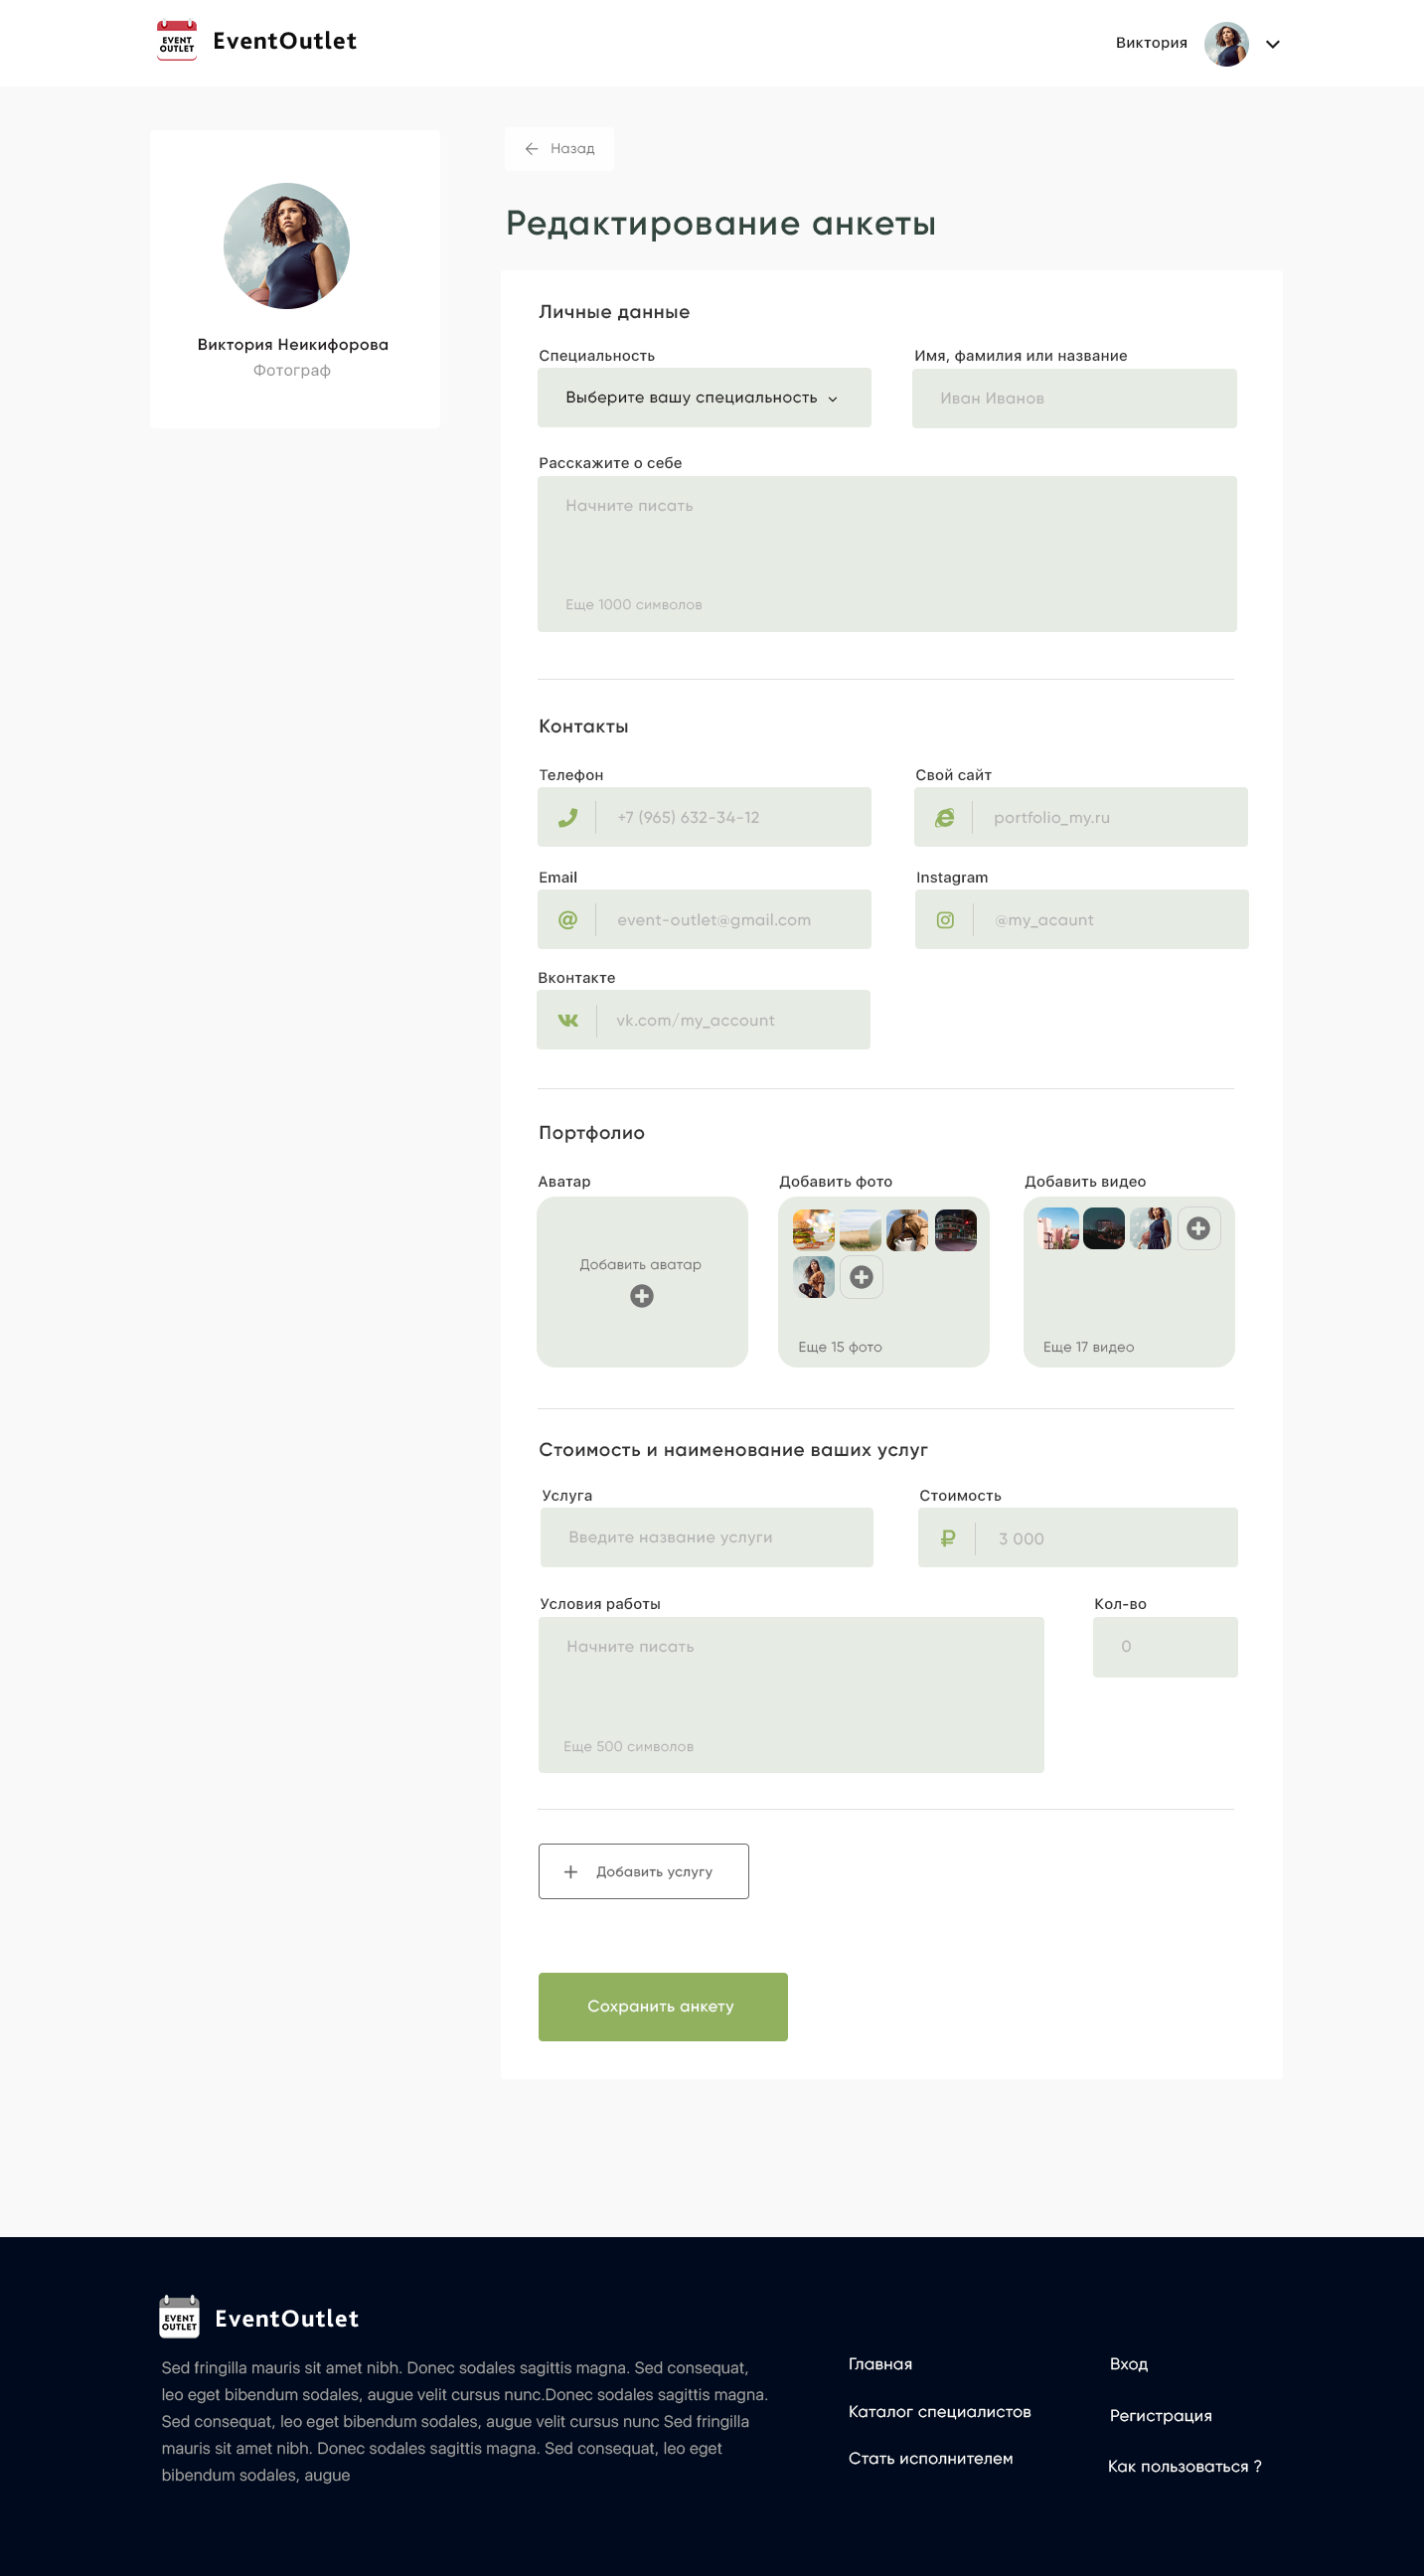 EVENT
OUTLET
EventOutlet
Виктория
Назад
Виктория Неикифорова
Фотограф
Редактирование анкеты
Личные данные
Специальность
Имя, фамилия или название
Выберите вашу специальность
Иван Иванов
Расскажите о себе
Начните писать
Еще 1000 символов
Контакты
Телефон
Свой сайт
+7 (965) 632-34-12
portfolio_my.ru
Email
Instagram
event-outlet@gmail.com
@my_acaunt
Вконтакте
vk.com/my_account
Портфолио
Аватар
Добавить фото
Добавить видео
Добавить аватар
Еще 15 фото
Еще 17 видео
Стоимость и наименование ваших услуг
Услуга
Стоимость
Введите название услуги
₽
3 000
Условия работы
Кол-во
Начните писать
0
Еще 500 символов
Добавить услугу
Сохранить анкету
EVENT
OUTLET
EventOutlet
Sed fringilla mauris sit amet nibh. Donec sodales sagittis magna. Sed consequat,
leo eget bibendum sodales, augue velit cursus nunc.Donec sodales sagittis magna.
Sed consequat, leo eget bibendum sodales, augue velit cursus nunc Sed fringilla
mauris sit amet nibh. Donec sodales sagittis magna. Sed consequat, leo eget
bibendum sodales, augue
Главная
Каталог специалистов
Стать исполнителем
Вход
Регистрация
Как пользоваться ?